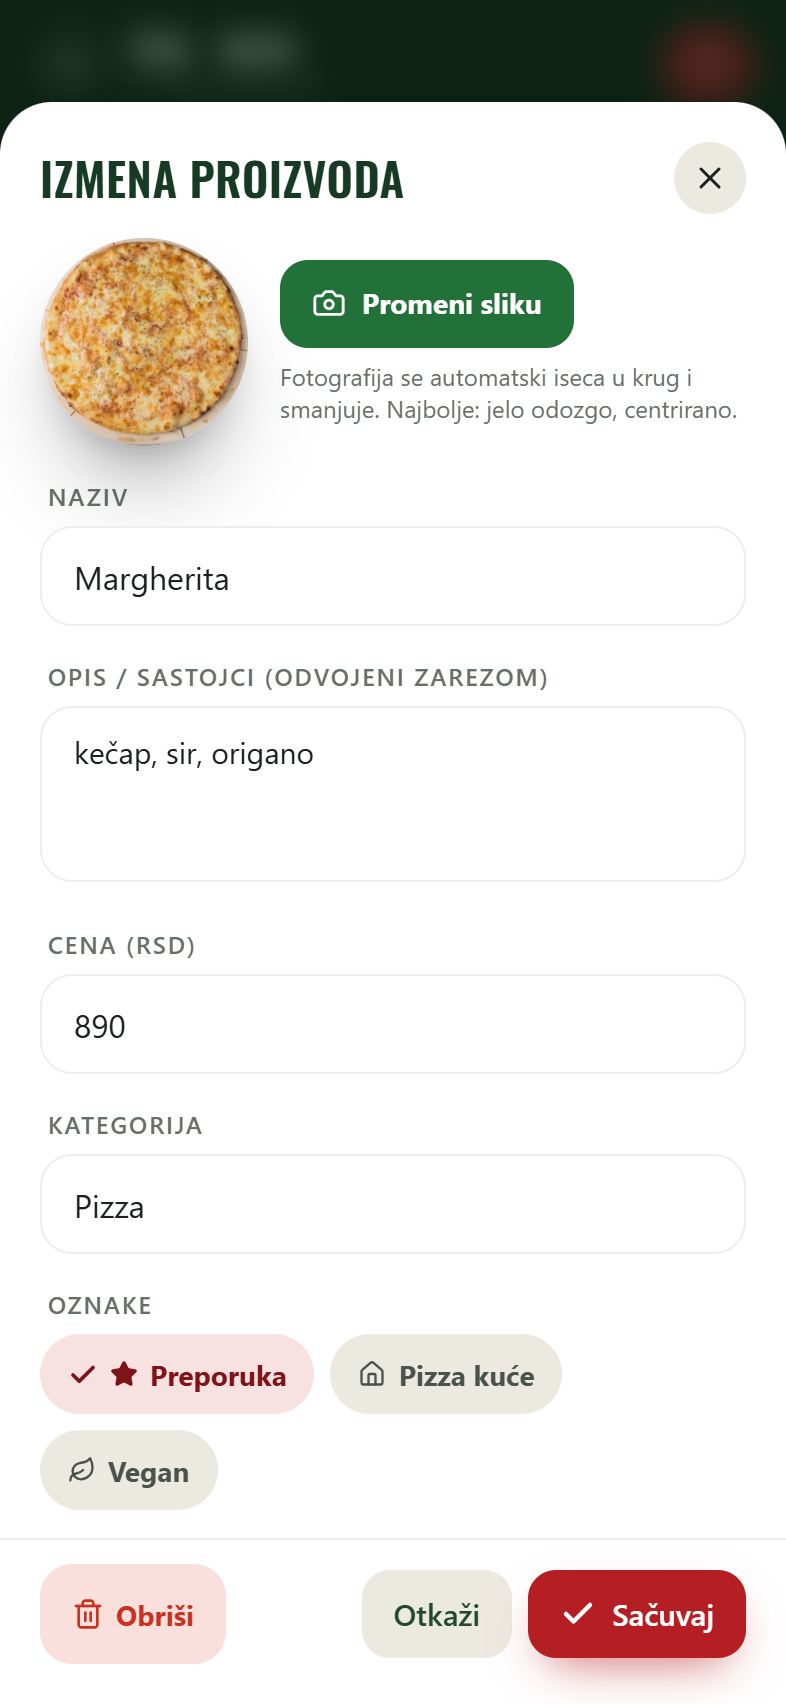 IZMENA PROIZVODA
Promeni sliku
Fotografija se automatski iseca u krug i
smanjuje. Najbolje: jelo odozgo, centrirano.
NAZIV
Margherita
OPIS / SASTOJCI (ODVOJENI ZAREZOM)
kečap, sir, origano
CENA (RSD)
890
KATEGORIJA
Pizza
OZNAKE
Preporuka
Pizza kuće
Vegan
Obriši
Otkaži
Sačuvaj